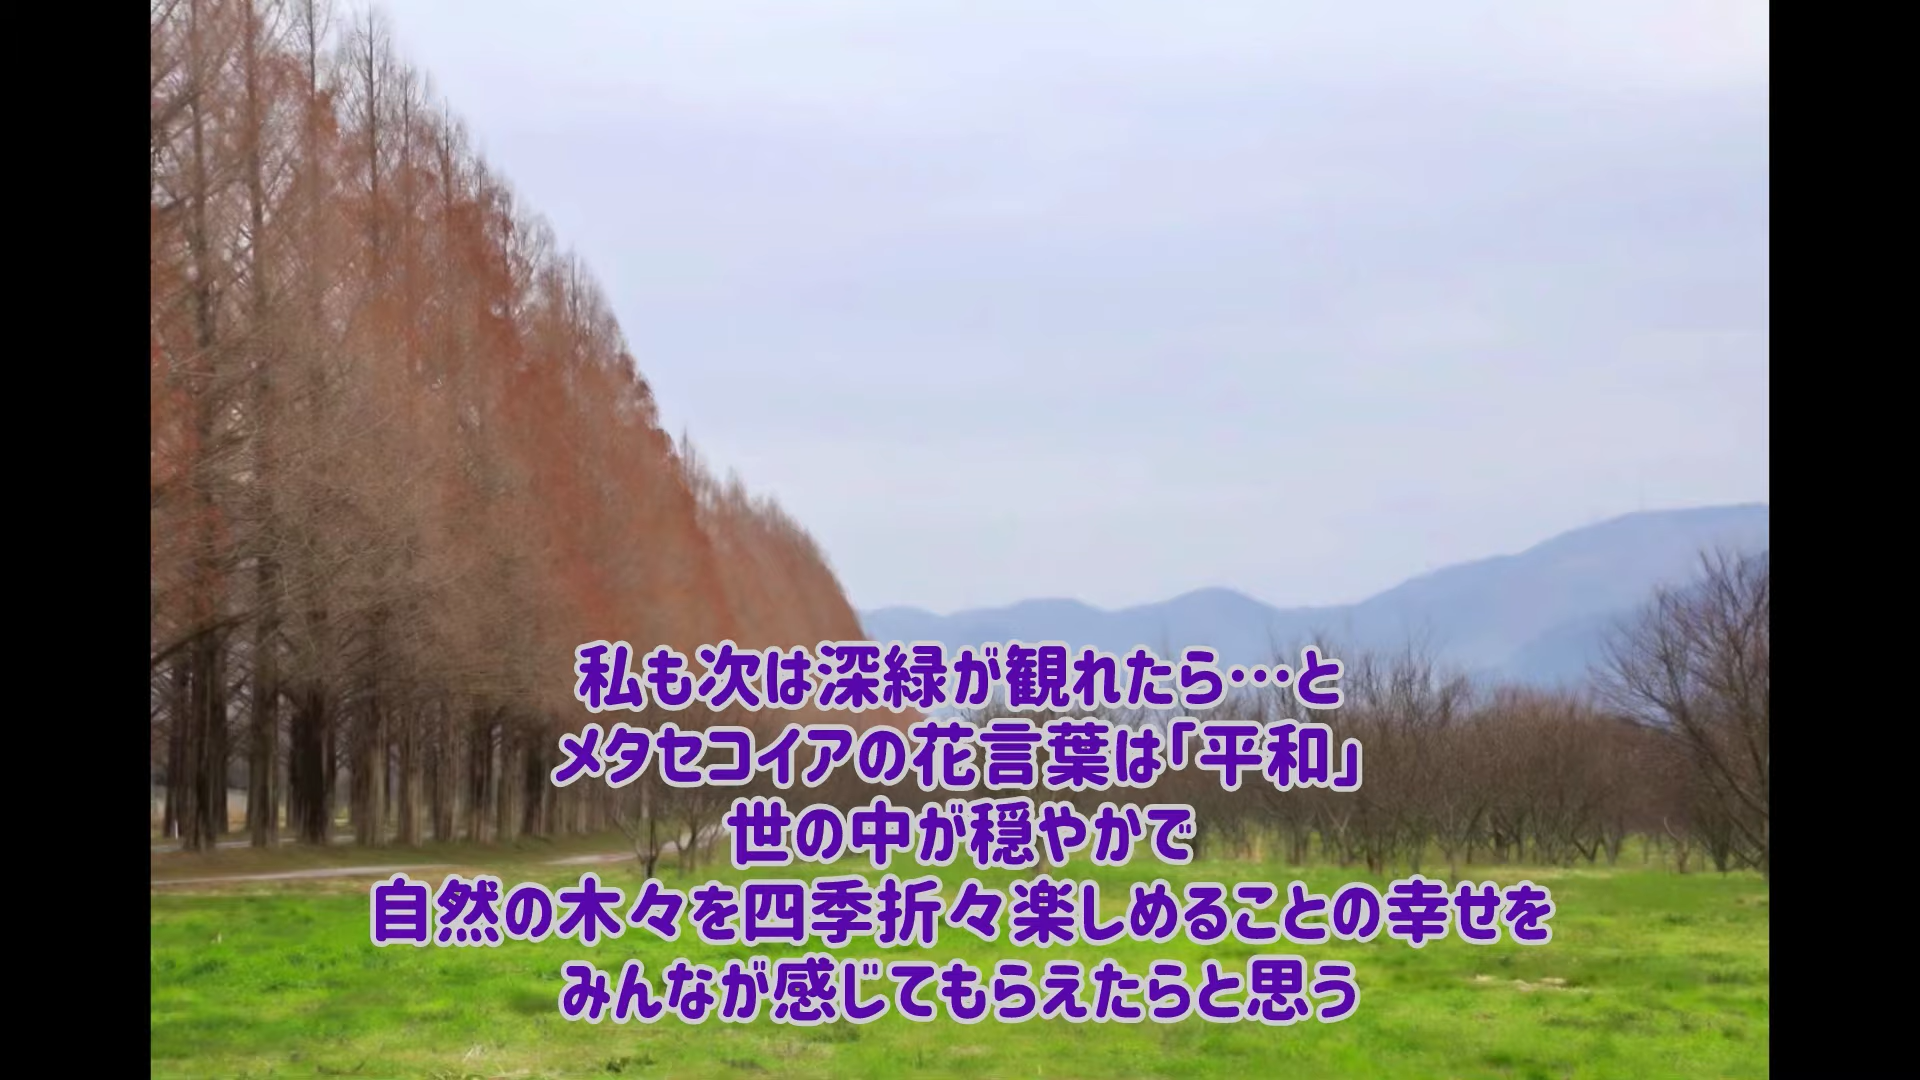 私も次は深緑が観れたら…と
メタセコイアの花言葉は「平和」
世の中が穏やかで
自然の木々を四季折々楽しめることの幸せを
みんなが感じてもらえたらと思う